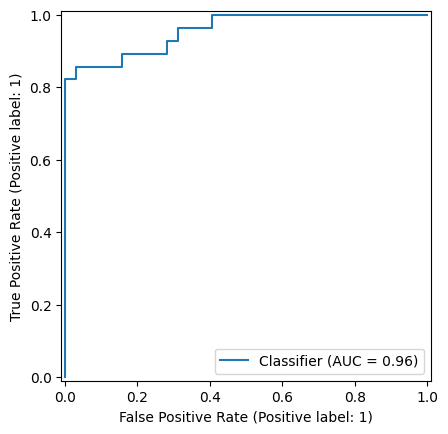 1.0
0.8
0.6
0.4
0.2
0.0
True Positive Rate (Positive label: 1)
Classifier (AUC = 0.96)
0.0 0.2 0.4 0.6 0.8 1.0
False Positive Rate (Positive label: 1)